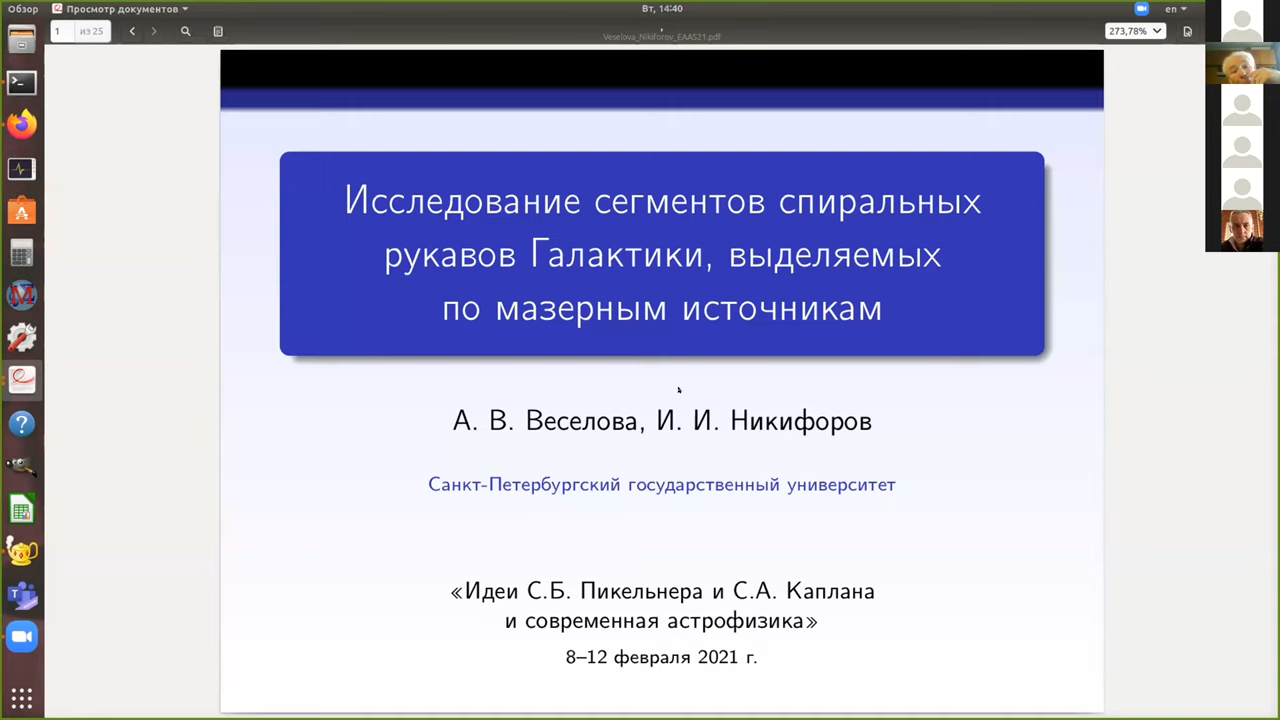 Обзор
Просмотр документов
Вт, 14:40
en
1
из 25
Veselova_Nikiforov_EAAS21.pdf
273,78%
Исследование сегментов спиральных
рукавов Галактики, выделяемых
по мазерным источникам
А. В. Веселова, И. И. Никифоров
Санкт-Петербургский государственный университет
«Идеи С.Б. Пикельнера и С.А. Каплана
и современная астрофизика»
8–12 февраля 2021 г.